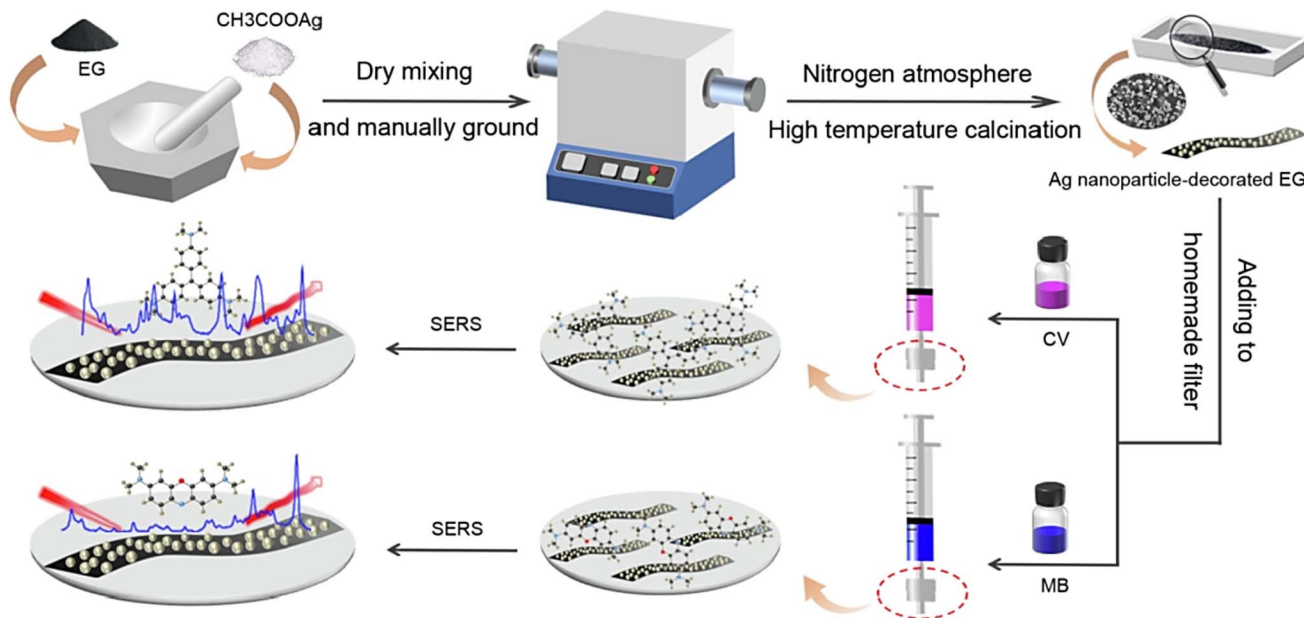 CH3COOAg
EG
Dry mixing
and manually ground
Nitrogen atmosphere
High temperature calcination
Ag nanoparticle-decorated EG
Adding to
homemade filter
CV
SERS
MB
SERS